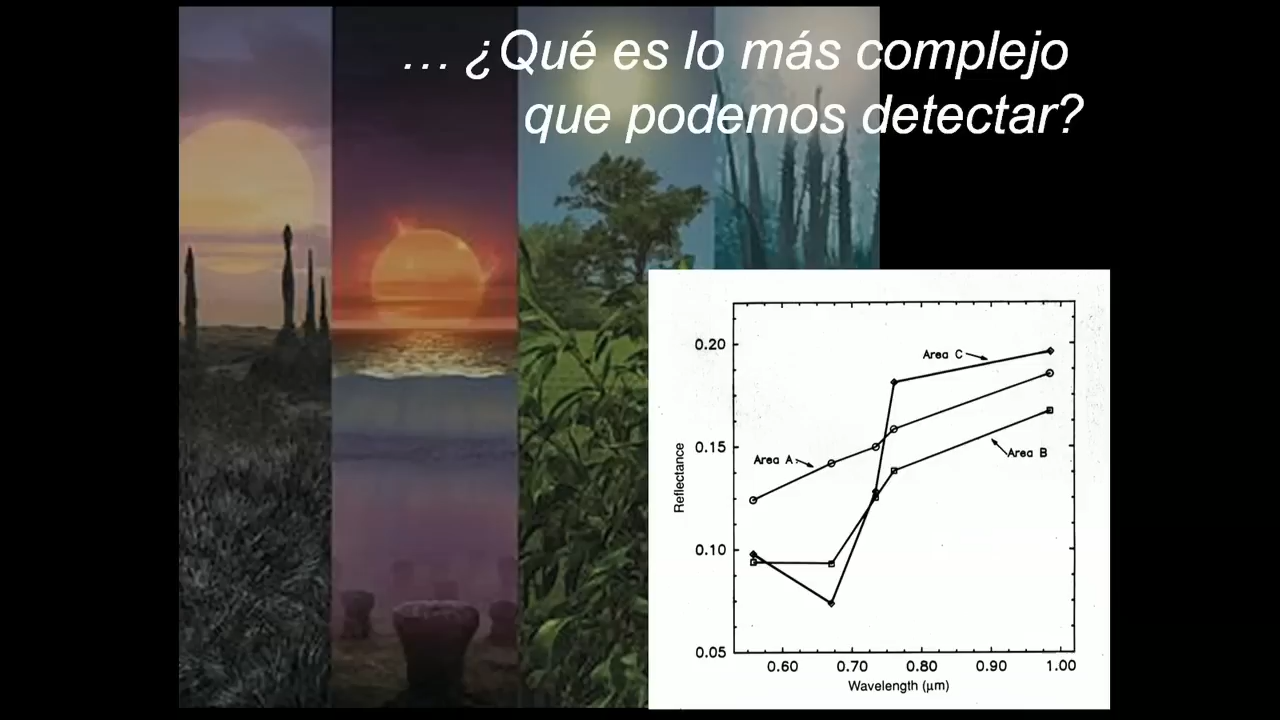 … ¿Qué es lo más complejo
que podemos detectar?
0.20
0.15
0.10
0.05
Reflectance
Area C
Area A
Area B
0.60 0.70 0.80 0.90 1.00
Wavelength (μm)